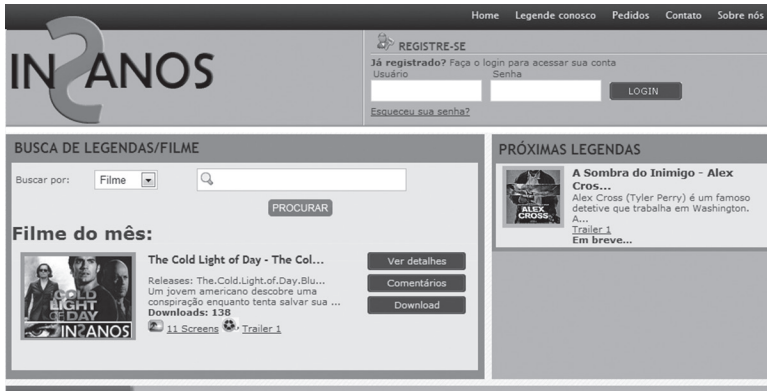 Home Legende conosco Pedidos Contato Sobre nós
INSANOS
REGISTRE-SE
Já registrado? Faça o login para acessar sua conta
Usuário Senha
LOGIN
Esqueceu sua senha?
BUSCA DE LEGENDAS/FILME
Buscar por: Filme
PROCURAR
Filme do mês:
COLD LIGHT OF DAY
INSANOS
The Cold Light of Day - The Col...
Releases: The.Cold.Light.of.Day.Blu...
Um jovem americano descobre uma
conspiração enquanto tenta salvar sua ...
Downloads: 138
11 Screens Trailer 1
Ver detalhes
Comentários
Download
PRÓXIMAS LEGENDAS
ALEX
CROSS
A Sombra do Inimigo - Alex
Cros...
Alex Cross (Tyler Perry) é um famoso
detetive que trabalha em Washington.
A...
Trailer 1
Em breve...